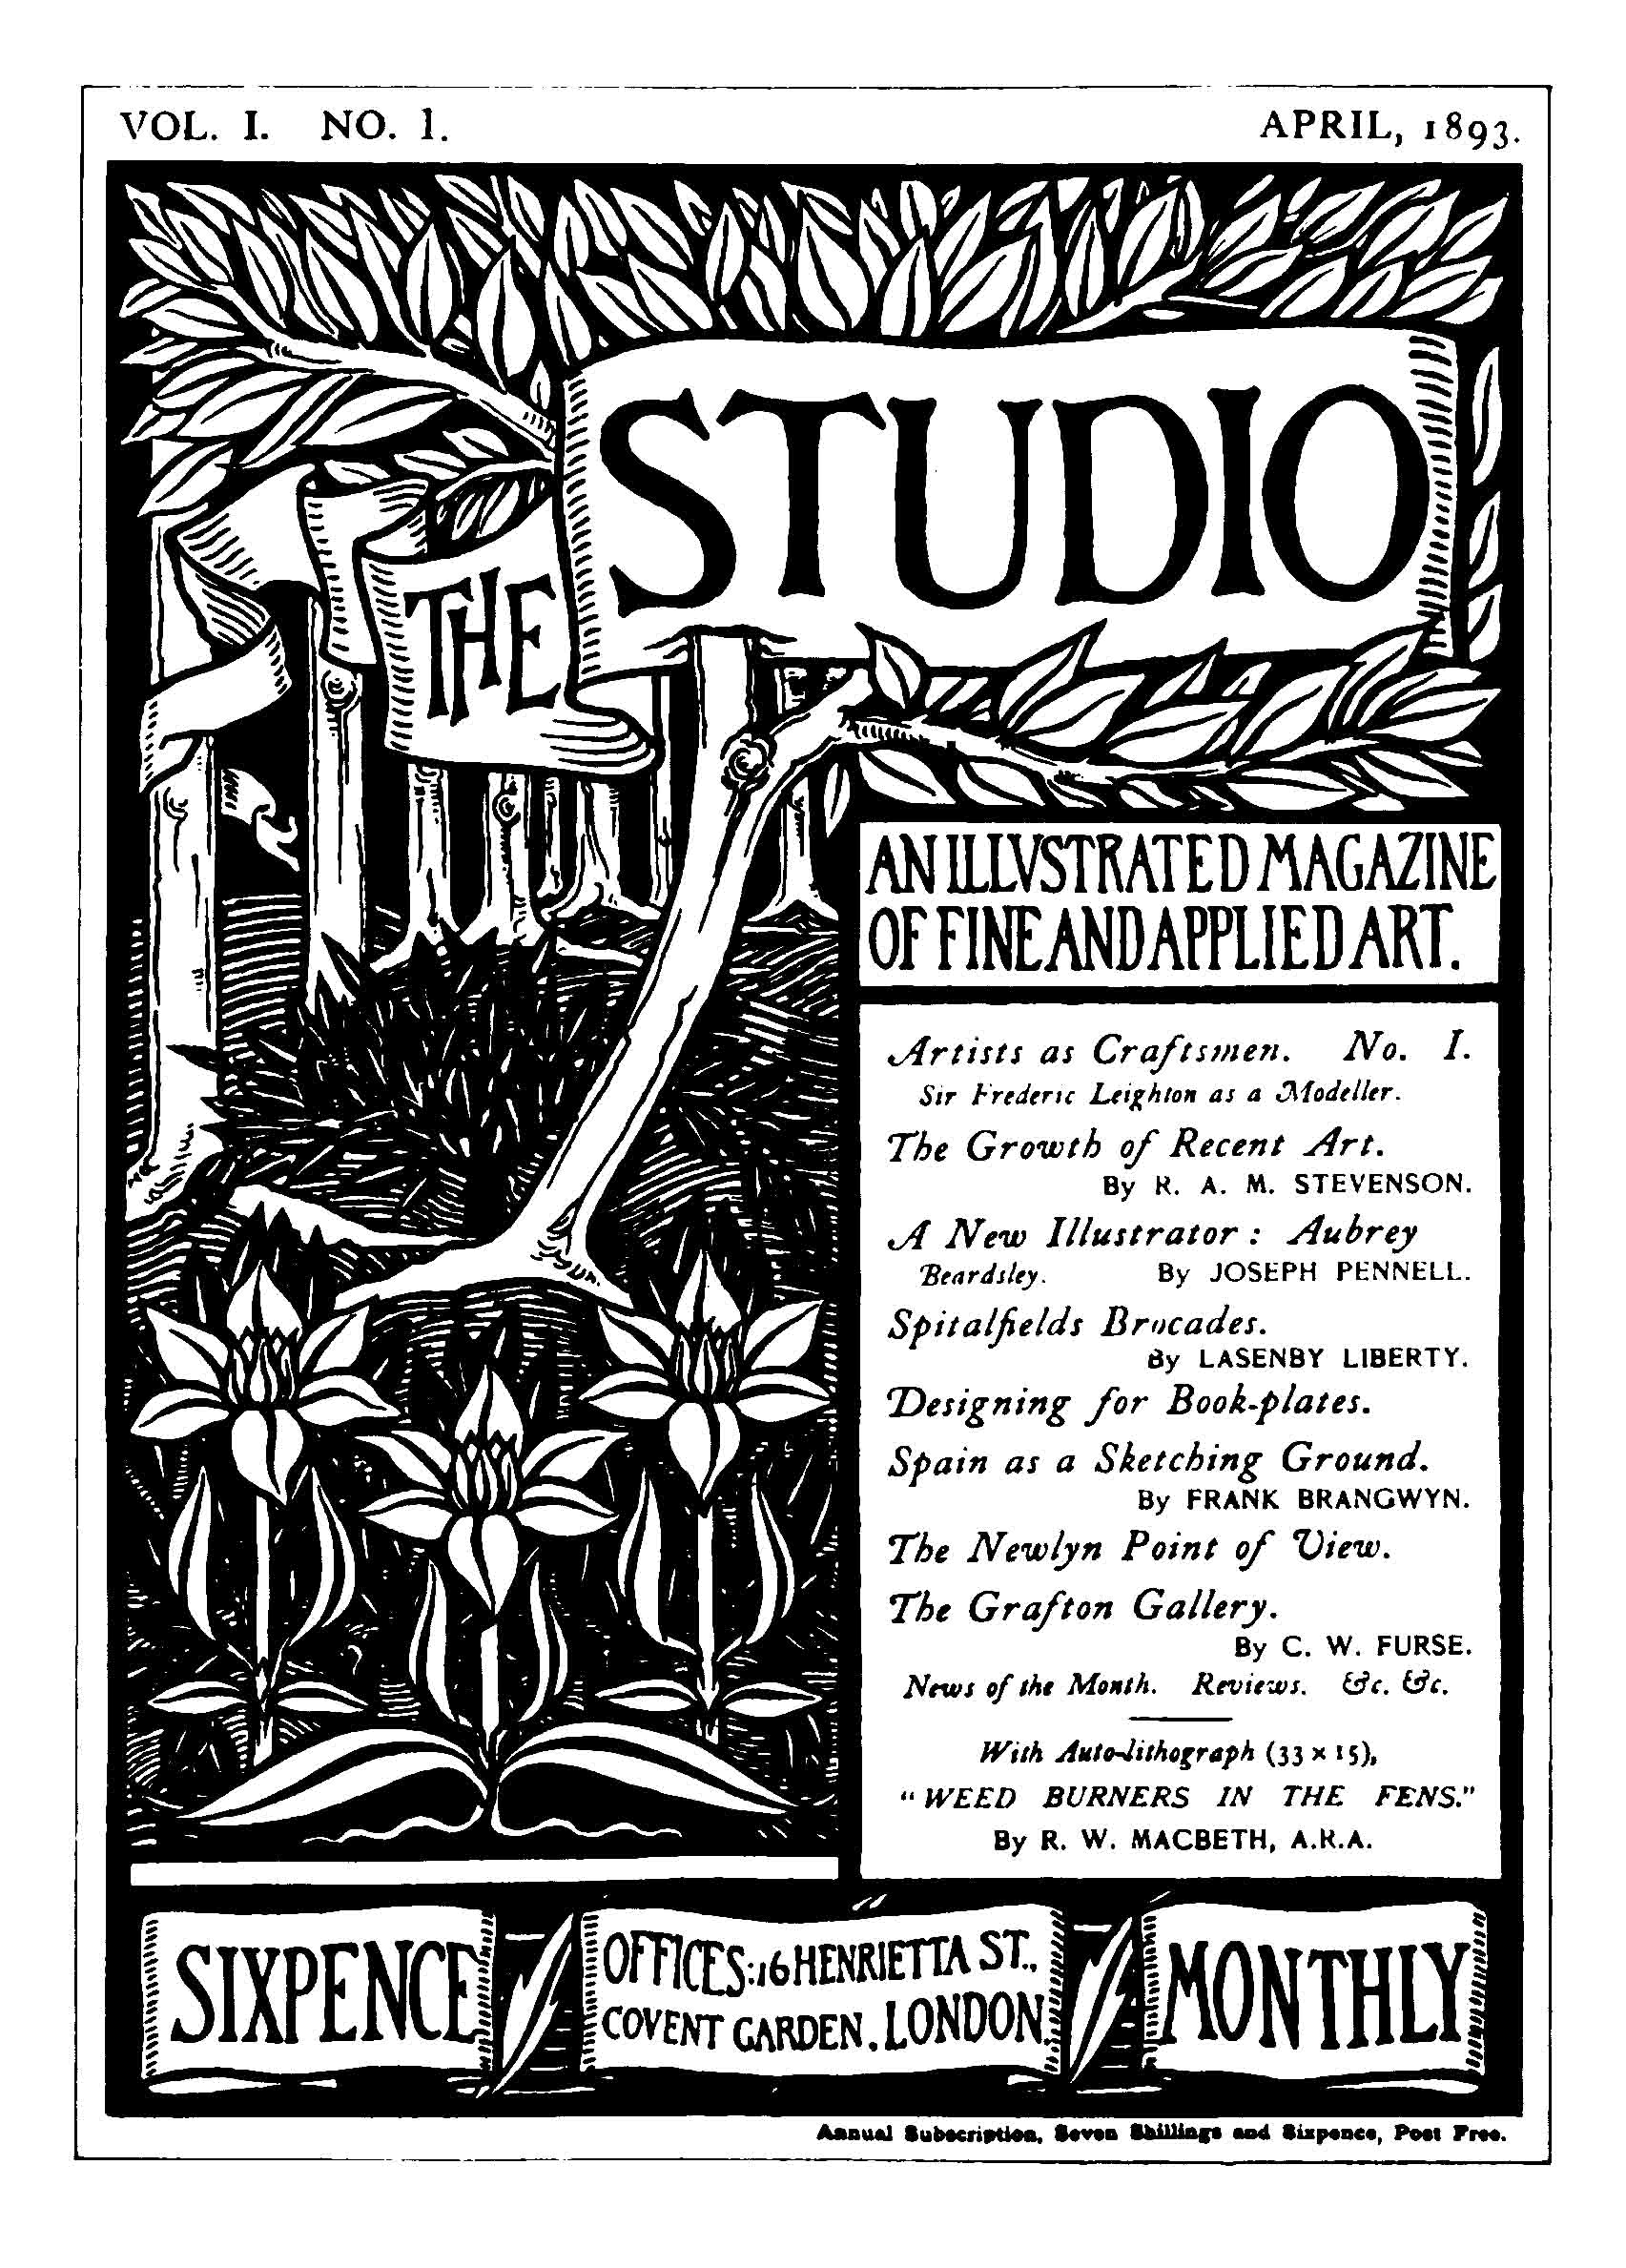 VOL. I. NO. 1. APRIL, 1893.
THE STUDIO
AN ILLVSTRATED MAGAZINE
OF FINE AND APPLIED ART.
Artists as Craftsmen. No. I.
Sir Frederic Leighton as a Modeller.
The Growth of Recent Art.
By R. A. M. STEVENSON.
A New Illustrator: Aubrey
Beardsley. By JOSEPH PENNELL.
Spitalfields Brocades.
By LASENBY LIBERTY.
Designing for Book-plates.
Spain as a Sketching Ground.
By FRANK BRANGWYN.
The Newlyn Point of View.
The Grafton Gallery.
By C. W. FURSE.
News of the Month. Reviews. &c. &c.
With Auto-lithograph (33 × 15),
"WEED BURNERS IN THE FENS."
By R. W. MACBETH, A.R.A.
SIXPENCE
OFFICES: 16 HENRIETTA ST.,
COVENT GARDEN. LONDON.
MONTHLY
Annual Subscription, Seven Shillings and Sixpence, Post Free.